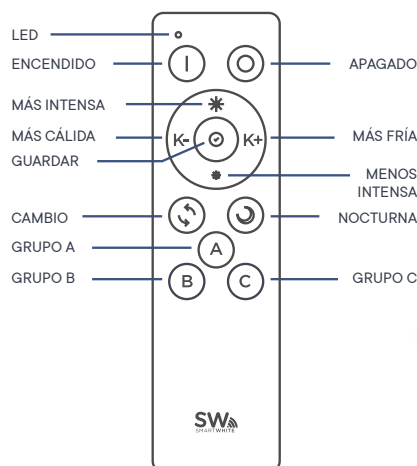 LED
ENCENDIDO
APAGADO
MÁS INTENSA
MÁS CÁLIDA
K-
K+
MÁS FRÍA
GUARDAR
MENOS
INTENSA
CAMBIO
NOCTURNA
GRUPO A
A
GRUPO B
B
C
GRUPO C
SW
SMARTWHITE